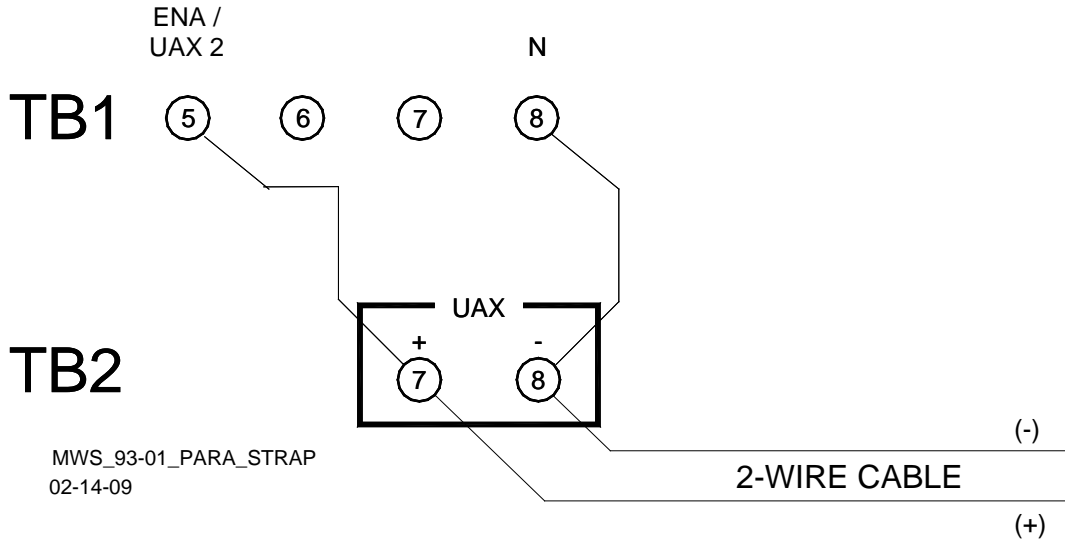 ENA /
UAX 2
N
TB1 5 6 7 8
UAX
+ -
TB2 7 8
(-)
MWS_93-01_PARA_STRAP
2-WIRE CABLE
02-14-09
(+)